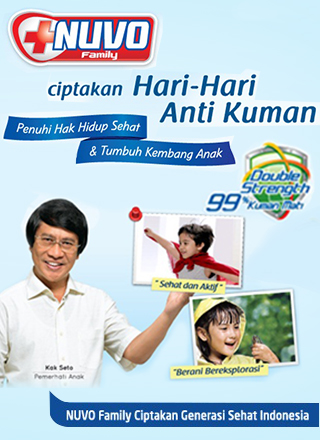 NUVO
Family
ciptakan Hari-Hari
Anti Kuman
Penuhi Hak Hidup Sehat
& Tumbuh Kembang Anak
Double
Strength
99% Kuman Mati
"Sehat dan Aktif"
"Berani Bereksplorasi"
Kak Seto
Pemerhati Anak
NUVO Family Ciptakan Generasi Sehat Indonesia